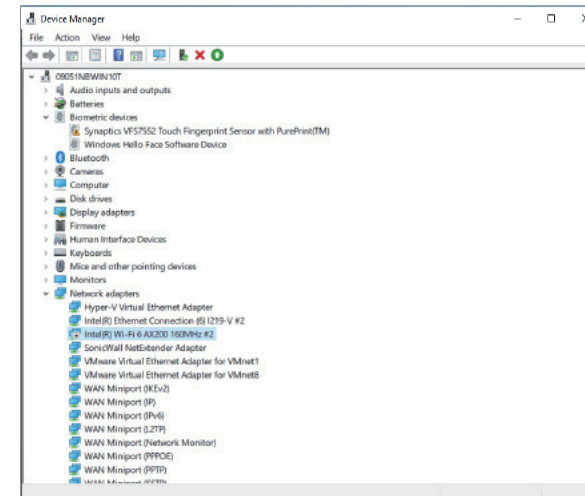 Device Manager
File Action View Help
09051NBWIN10T
Audio inputs and outputs
Batteries
Biometric devices
Synaptics VFS7552 Touch Fingerprint Sensor with PurePrint(TM)
Windows Hello Face Software Device
Bluetooth
Cameras
Computer
Disk drives
Display adapters
Firmware
Human Interface Devices
Keyboards
Mice and other pointing devices
Monitors
Network adapters
Hyper-V Virtual Ethernet Adapter
Intel(R) Ethernet Connection (6) I219-V #2
Intel(R) Wi-Fi 6 AX200 160MHz #2
SonicWall NetExtender Adapter
VMware Virtual Ethernet Adapter for VMnet1
VMware Virtual Ethernet Adapter for VMnet8
WAN Miniport (IKEv2)
WAN Miniport (IP)
WAN Miniport (IPv6)
WAN Miniport (L2TP)
WAN Miniport (Network Monitor)
WAN Miniport (PPPOE)
WAN Miniport (PPTP)
WAN Miniport (SSTP)